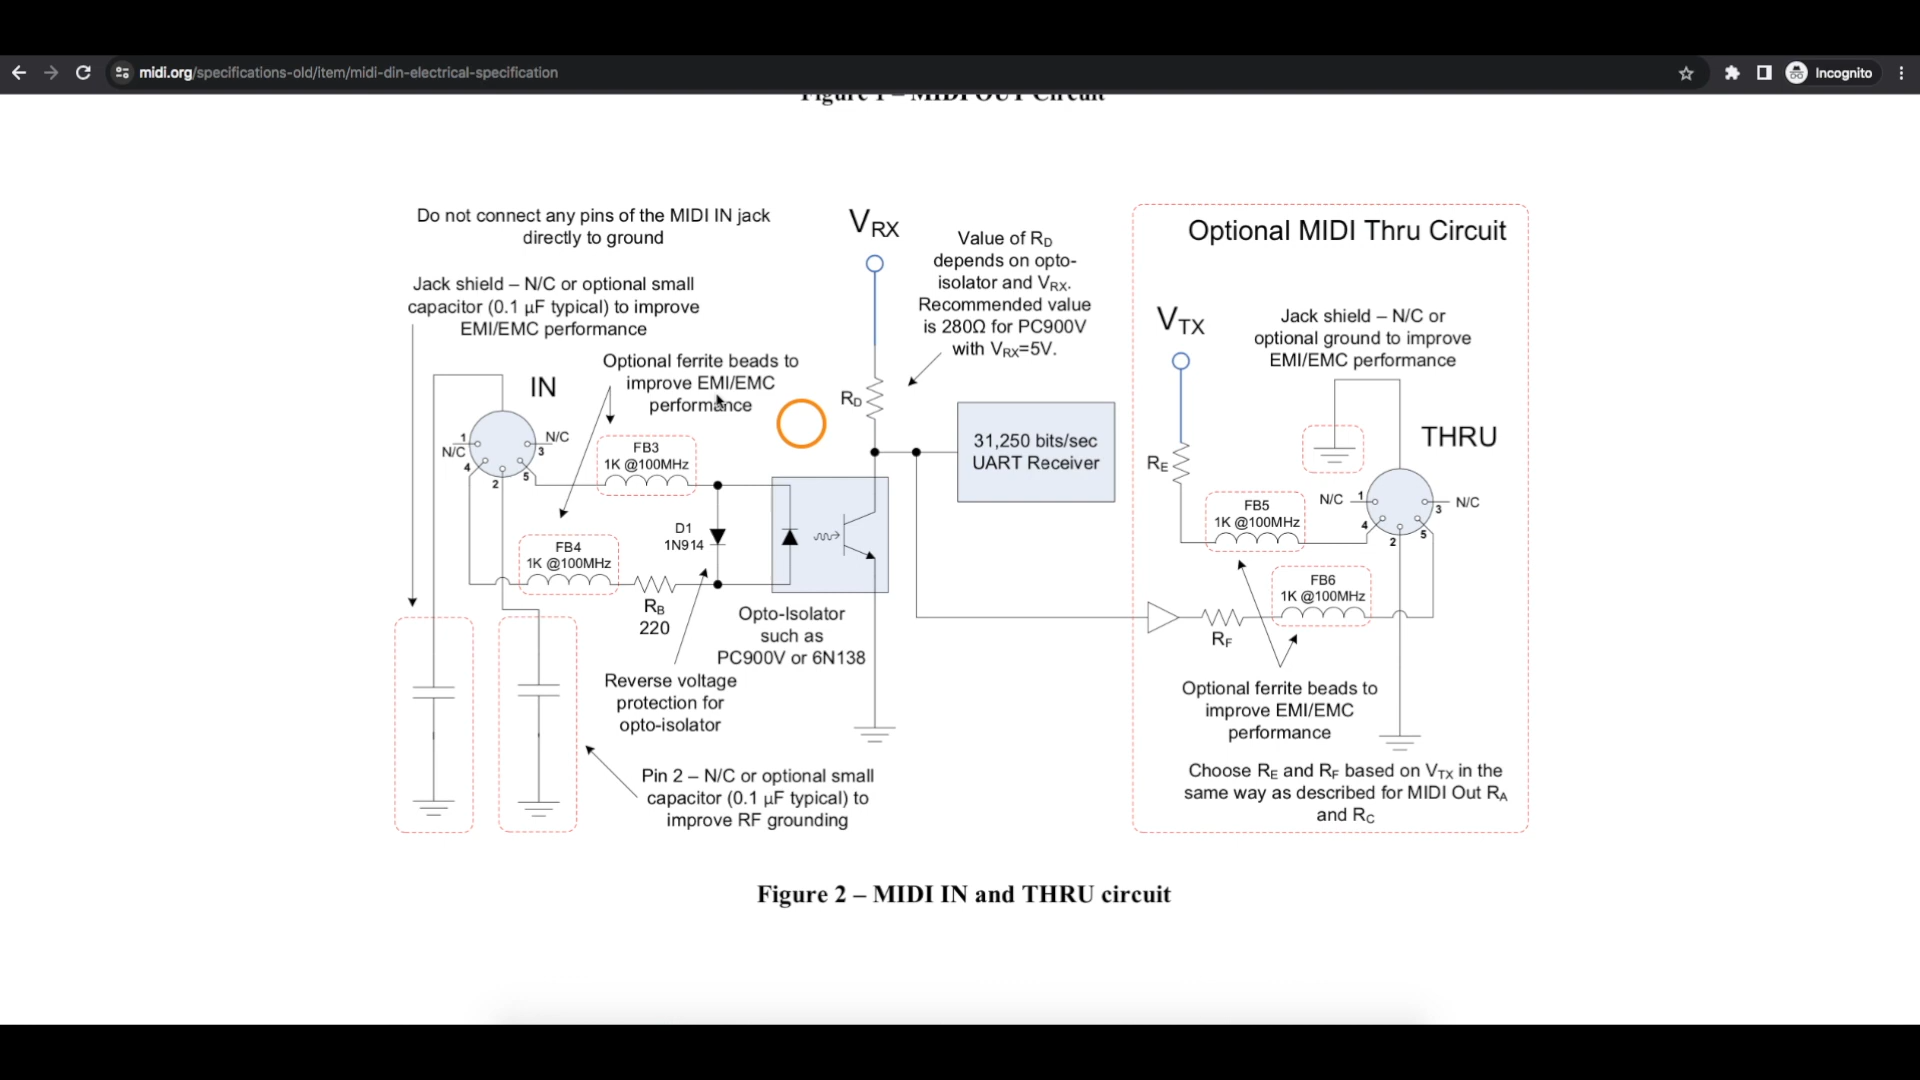 midi.org/specifications-old/item/midi-din-electrical-specification
Incognito
Figure 1 – MIDI OUT Circuit
Do not connect any pins of the MIDI IN jack
directly to ground
Jack shield – N/C or optional small
capacitor (0.1 µF typical) to improve
EMI/EMC performance
Optional ferrite beads to
improve EMI/EMC
performance
IN
1
N/C
4
2
5
3
N/C
FB3
1K @100MHz
FB4
1K @100MHz
D1
1N914
RB
220
Reverse voltage
protection for
opto-isolator
Opto-Isolator
such as
PC900V or 6N138
Pin 2 – N/C or optional small
capacitor (0.1 µF typical) to
improve RF grounding
VRX
RD
Value of RD
depends on opto-
isolator and VRX.
Recommended value
is 280Ω for PC900V
with VRX=5V.
31,250 bits/sec
UART Receiver
Optional MIDI Thru Circuit
VTX
RE
Jack shield – N/C or
optional ground to improve
EMI/EMC performance
THRU
N/C
1
4
2
5
3
N/C
FB5
1K @100MHz
FB6
1K @100MHz
RF
Optional ferrite beads to
improve EMI/EMC
performance
Choose RE and RF based on VTX in the
same way as described for MIDI Out RA
and RC
Figure 2 – MIDI IN and THRU circuit